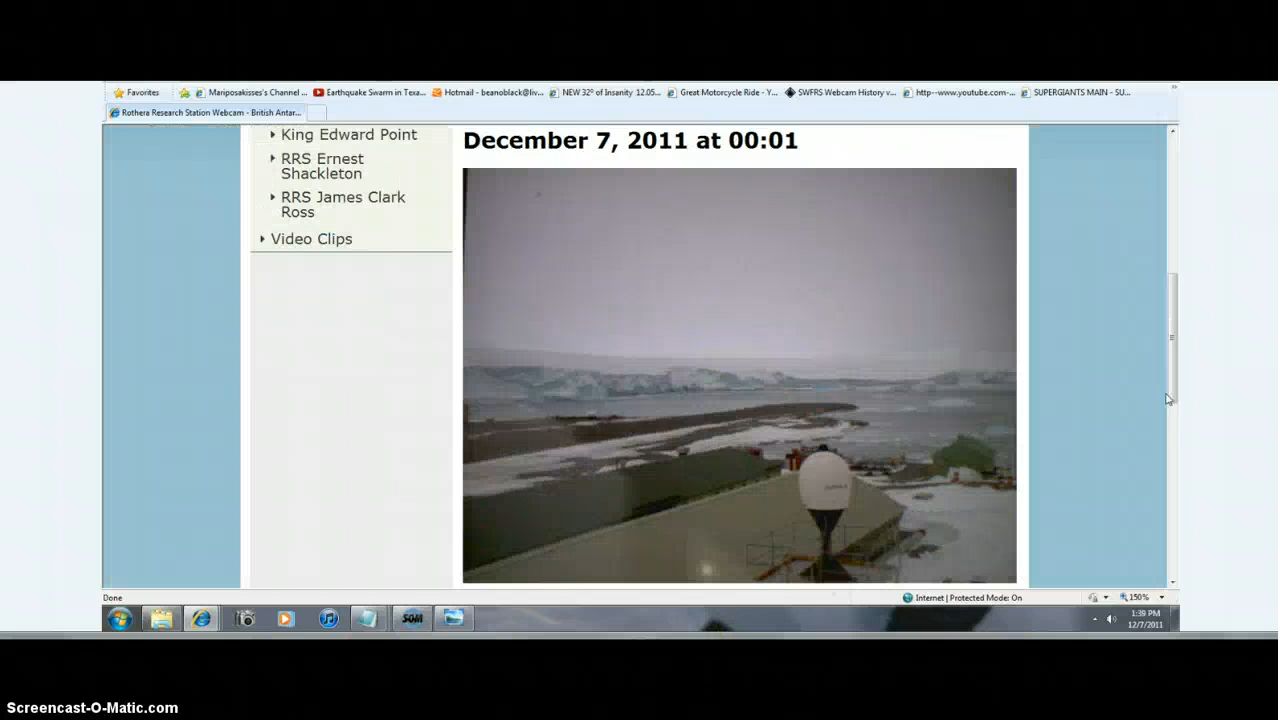 Favorites
Mariposakisses's Channel ...
Earthquake Swarm in Texa...
Hotmail - beanoblack@liv...
NEW 32º of Insanity 12.05...
Great Motorcycle Ride - Y...
SWFRS Webcam History v...
http--www.youtube.com-...
SUPERGIANTS MAIN - SU...
Rothera Research Station Webcam - British Antar...
King Edward Point
RRS Ernest
Shackleton
RRS James Clark
Ross
Video Clips
December 7, 2011 at 00:01
Done
Internet | Protected Mode: On
150%
SOM
1:39 PM
12/7/2011
Screencast-O-Matic.com